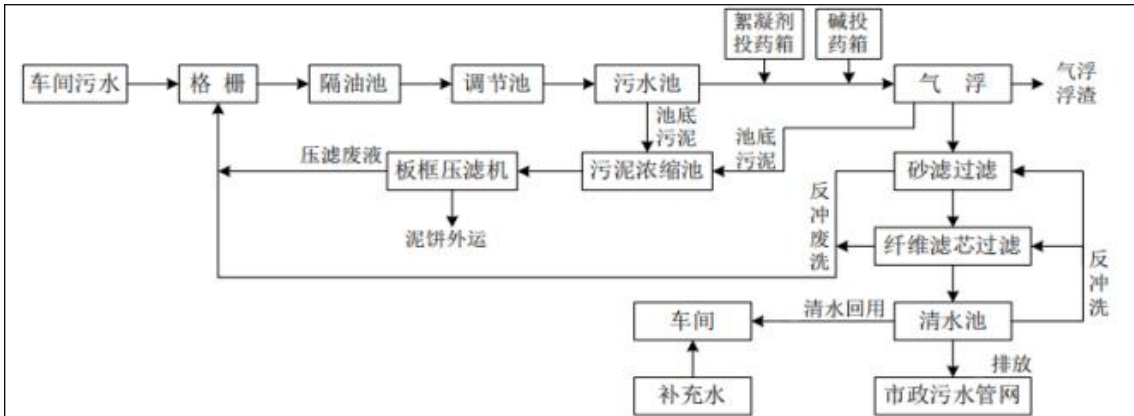 絮凝剂
投药箱
碱投
药箱
车间污水
格 栅
隔油池
调节池
污水池
气 浮
气浮
浮渣
池底
污泥
池底
污泥
压滤废液
板框压滤机
污泥浓缩池
砂滤过滤
反冲废洗
泥饼外运
纤维滤芯过滤
反冲洗
车间
清水回用
清水池
排放
补充水
市政污水管网